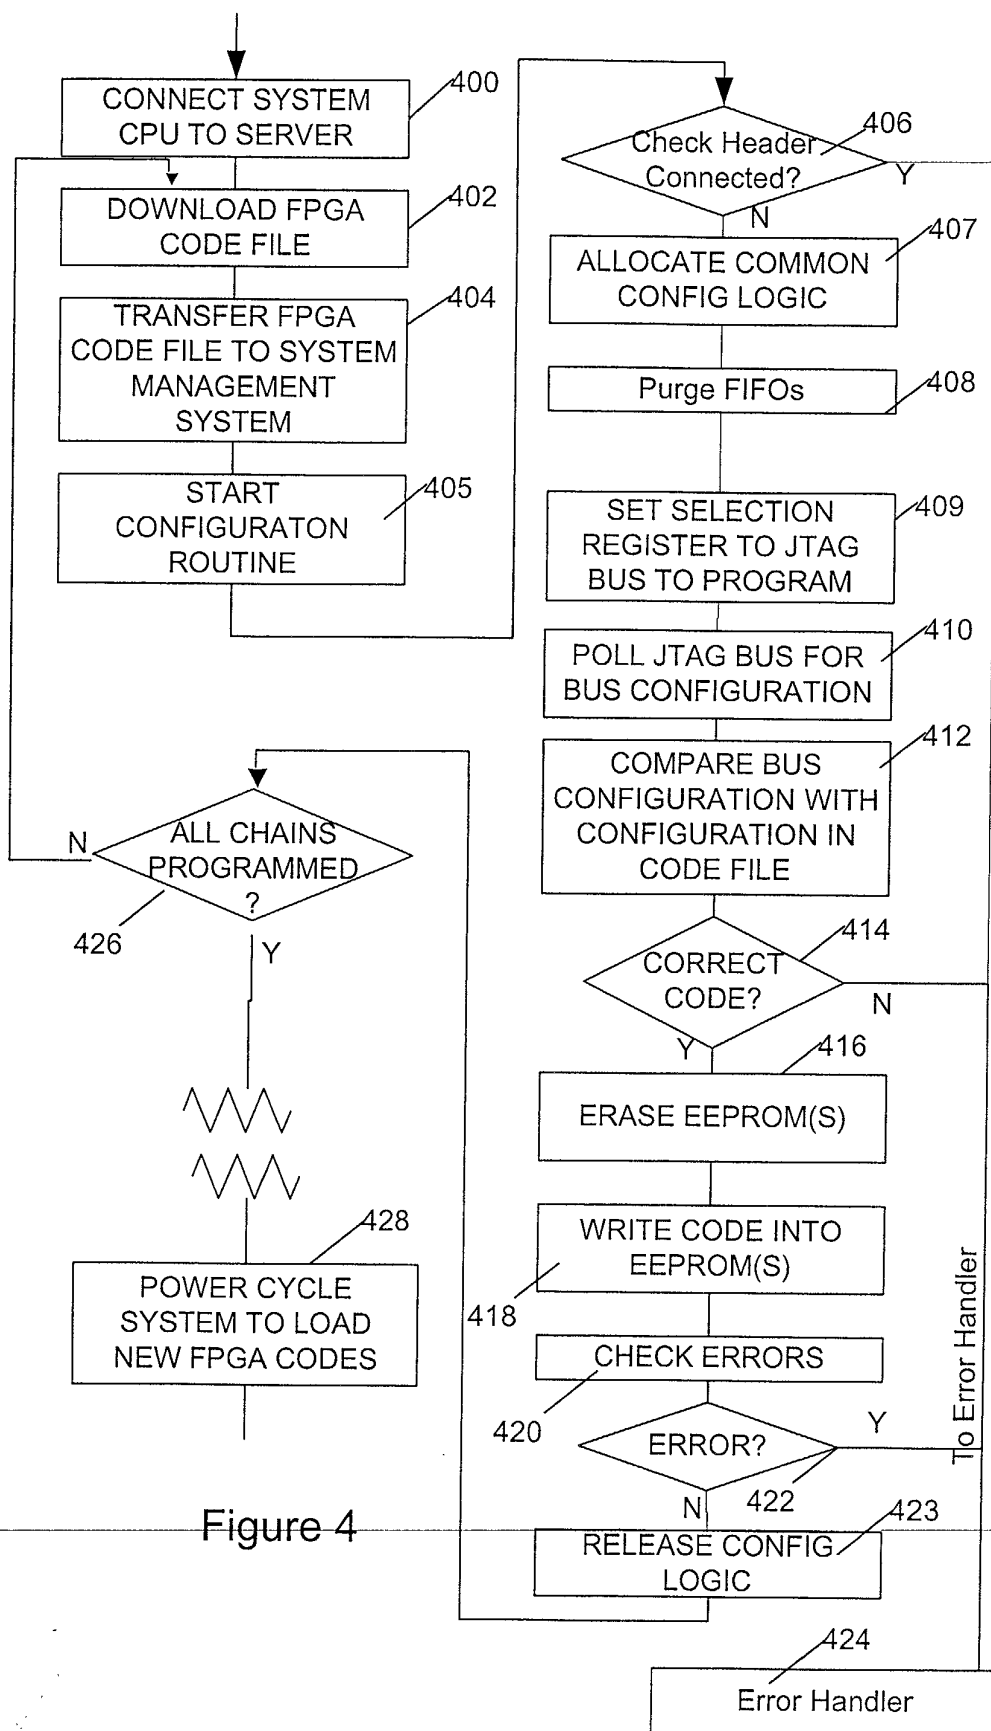 CONNECT SYSTEM
CPU TO SERVER
400
DOWNLOAD FPGA
CODE FILE
402
TRANSFER FPGA
CODE FILE TO SYSTEM
MANAGEMENT
SYSTEM
404
START
CONFIGURATON
ROUTINE
405
Check Header
Connected?
406
Y
N
ALLOCATE COMMON
CONFIG LOGIC
407
Purge FIFOs
408
SET SELECTION
REGISTER TO JTAG
BUS TO PROGRAM
409
POLL JTAG BUS FOR
BUS CONFIGURATION
410
COMPARE BUS
CONFIGURATION WITH
CONFIGURATION IN
CODE FILE
412
CORRECT
CODE?
414
N
Y
ERASE EEPROM(S)
416
WRITE CODE INTO
EEPROM(S)
418
CHECK ERRORS
420
ERROR?
422
Y
N
RELEASE CONFIG
LOGIC
423
To Error Handler
424
Error Handler
ALL CHAINS
PROGRAMMED
?
N
426
Y
428
POWER CYCLE
SYSTEM TO LOAD
NEW FPGA CODES
Figure 4